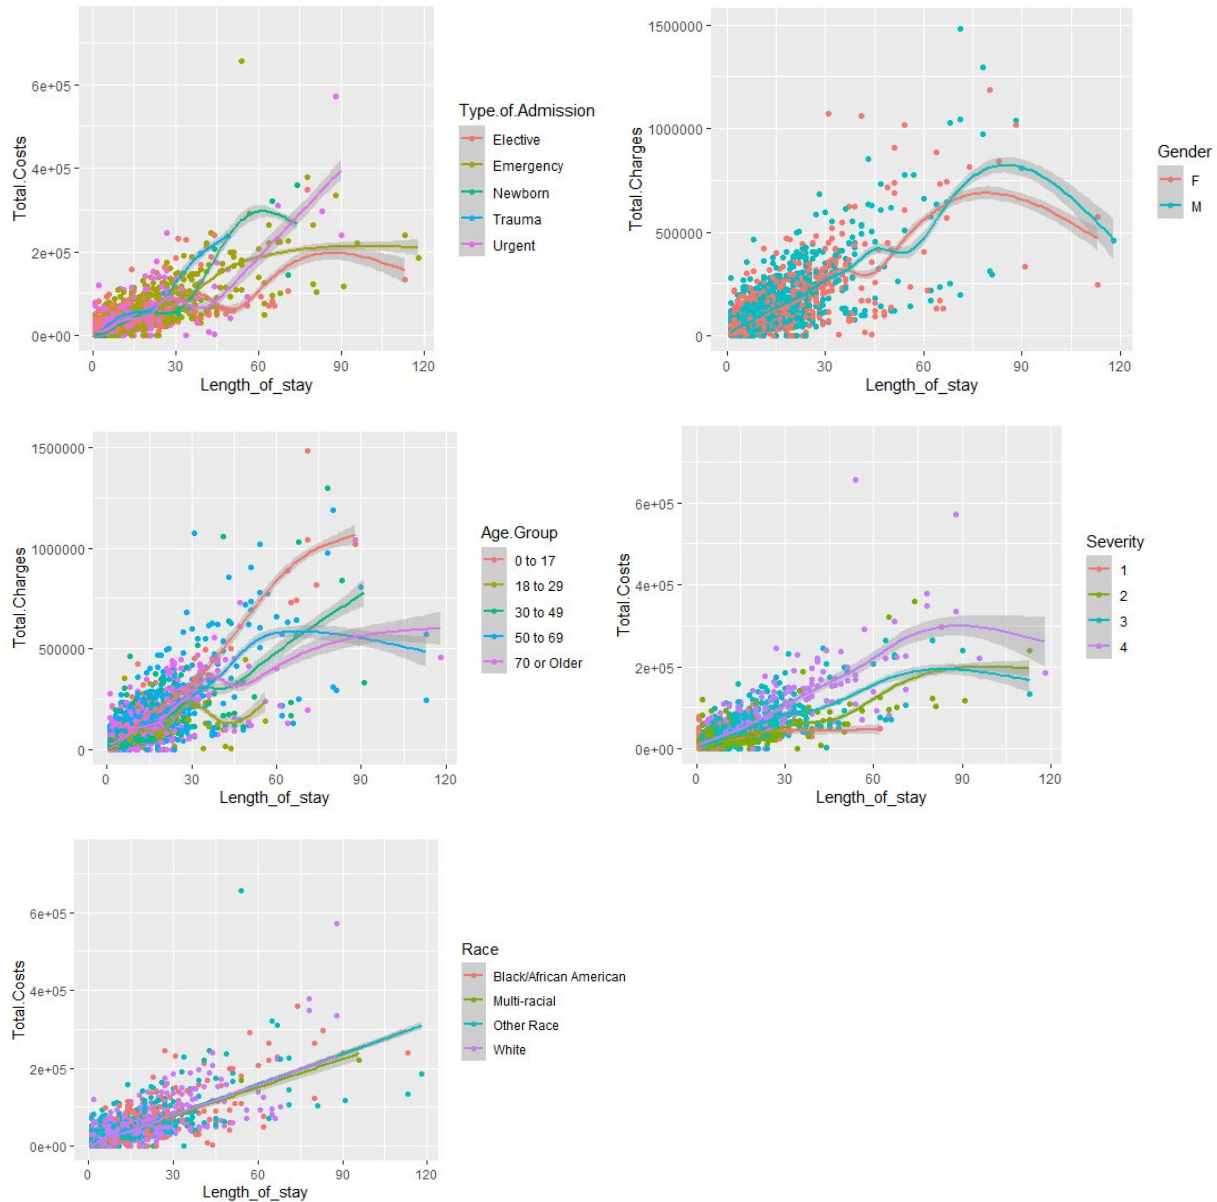 6e+05
4e+05
2e+05
0e+00
Total.Costs
0 30 60 90 120
Length_of_stay
Type.of.Admission
Elective
Emergency
Newborn
Trauma
Urgent
1500000
1000000
500000
0
Total.Charges
0 30 60 90 120
Length_of_stay
Gender
F
M
1500000
1000000
500000
0
Total.Charges
0 30 60 90 120
Length_of_stay
Age.Group
0 to 17
18 to 29
30 to 49
50 to 69
70 or Older
6e+05
4e+05
2e+05
0e+00
Total.Costs
0 30 60 90 120
Length_of_stay
Severity
1
2
3
4
6e+05
4e+05
2e+05
0e+00
Total.Costs
0 30 60 90 120
Length_of_stay
Race
Black/African American
Multi-racial
Other Race
White